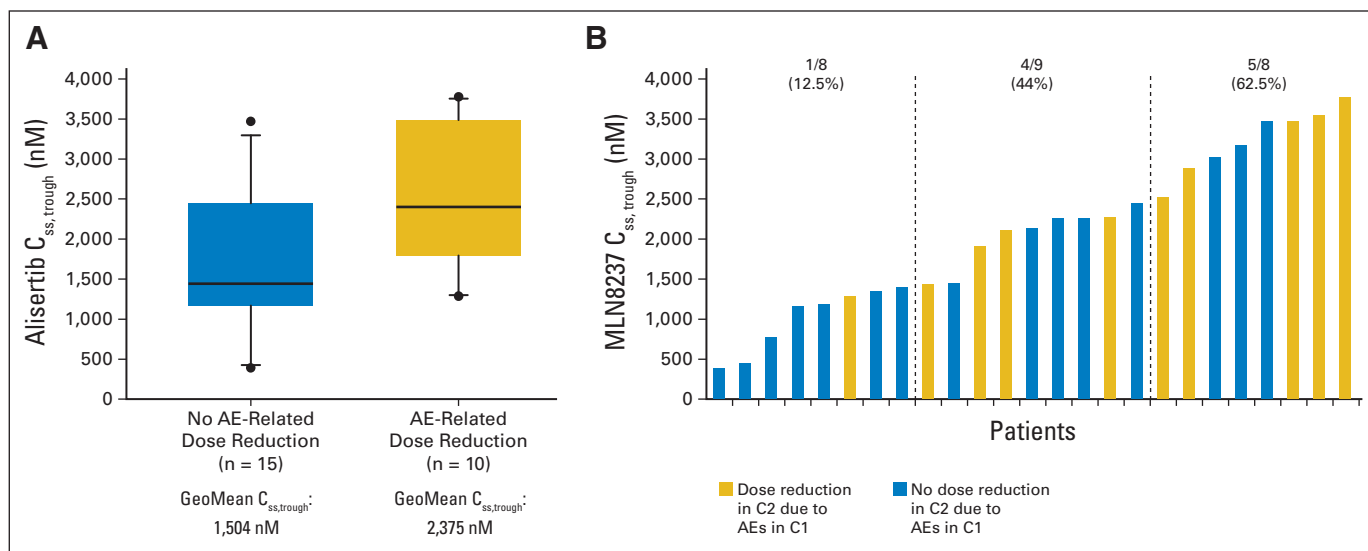 A
Alisertib Css,trough (nM)
4,000
3,500
3,000
2,500
2,000
1,500
1,000
500
0
No AE-Related
Dose Reduction
(n = 15)
GeoMean Css,trough:
1,504 nM
AE-Related
Dose Reduction
(n = 10)
GeoMean Css,trough:
2,375 nM
B
MLN8237 Css,trough (nM)
4,000
3,500
3,000
2,500
2,000
1,500
1,000
500
0
1/8
(12.5%)
4/9
(44%)
5/8
(62.5%)
Patients
Dose reduction
in C2 due to
AEs in C1
No dose reduction
in C2 due to
AEs in C1